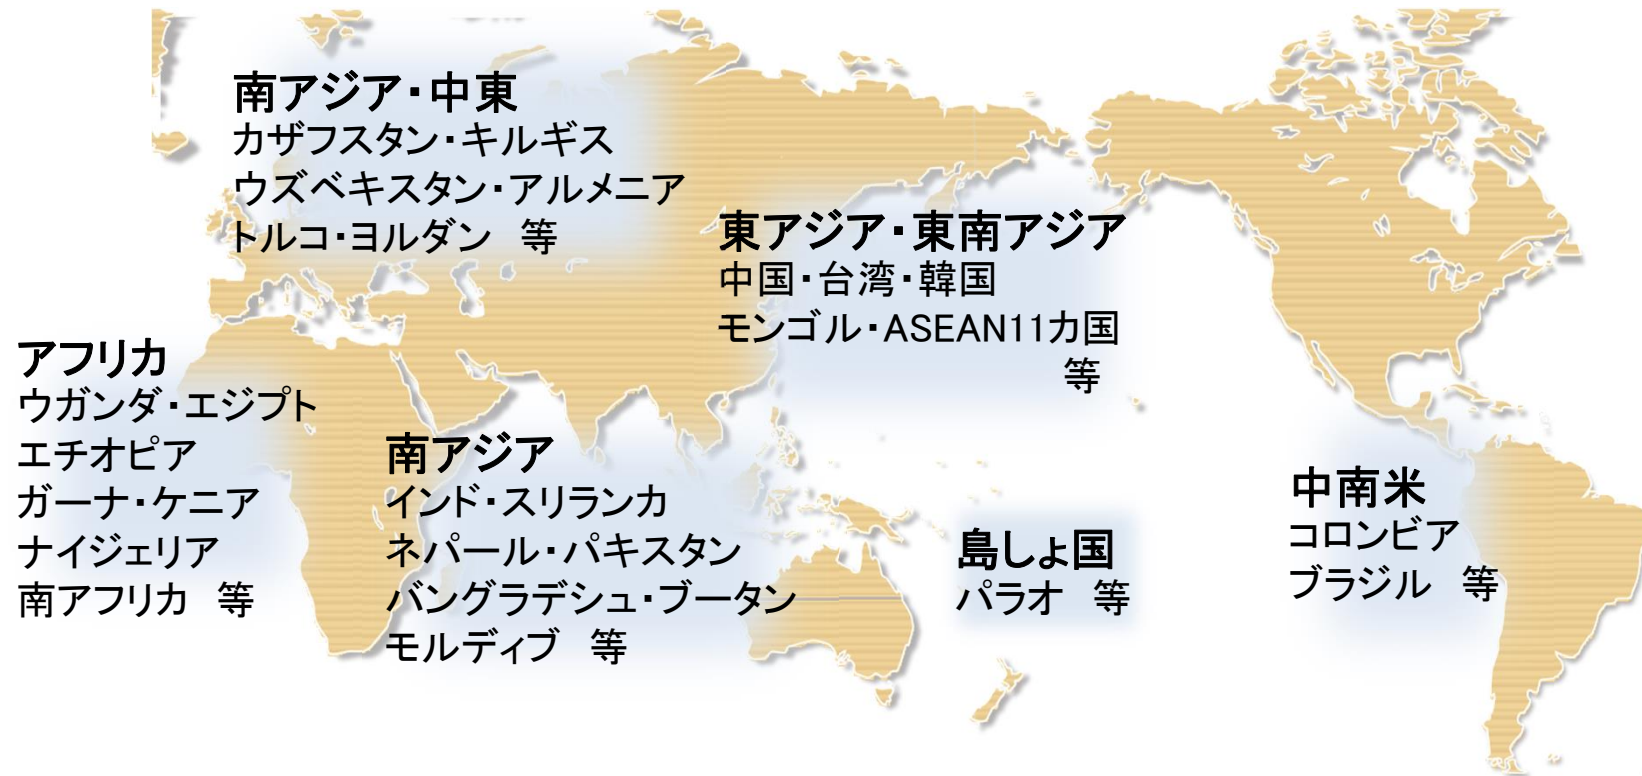 南アジア・中東
カザフスタン・キルギス
ウズベキスタン・アルメニア
トルコ・ヨルダン　等
東アジア・東南アジア
中国・台湾・韓国
モンゴル・ASEAN11カ国
等
アフリカ
ウガンダ・エジプト
エチオピア
ガーナ・ケニア
ナイジェリア
南アフリカ　等
南アジア
インド・スリランカ
ネパール・パキスタン
バングラデシュ・ブータン
モルディブ　等
島しょ国
パラオ　等
中南米
コロンビア
ブラジル　等